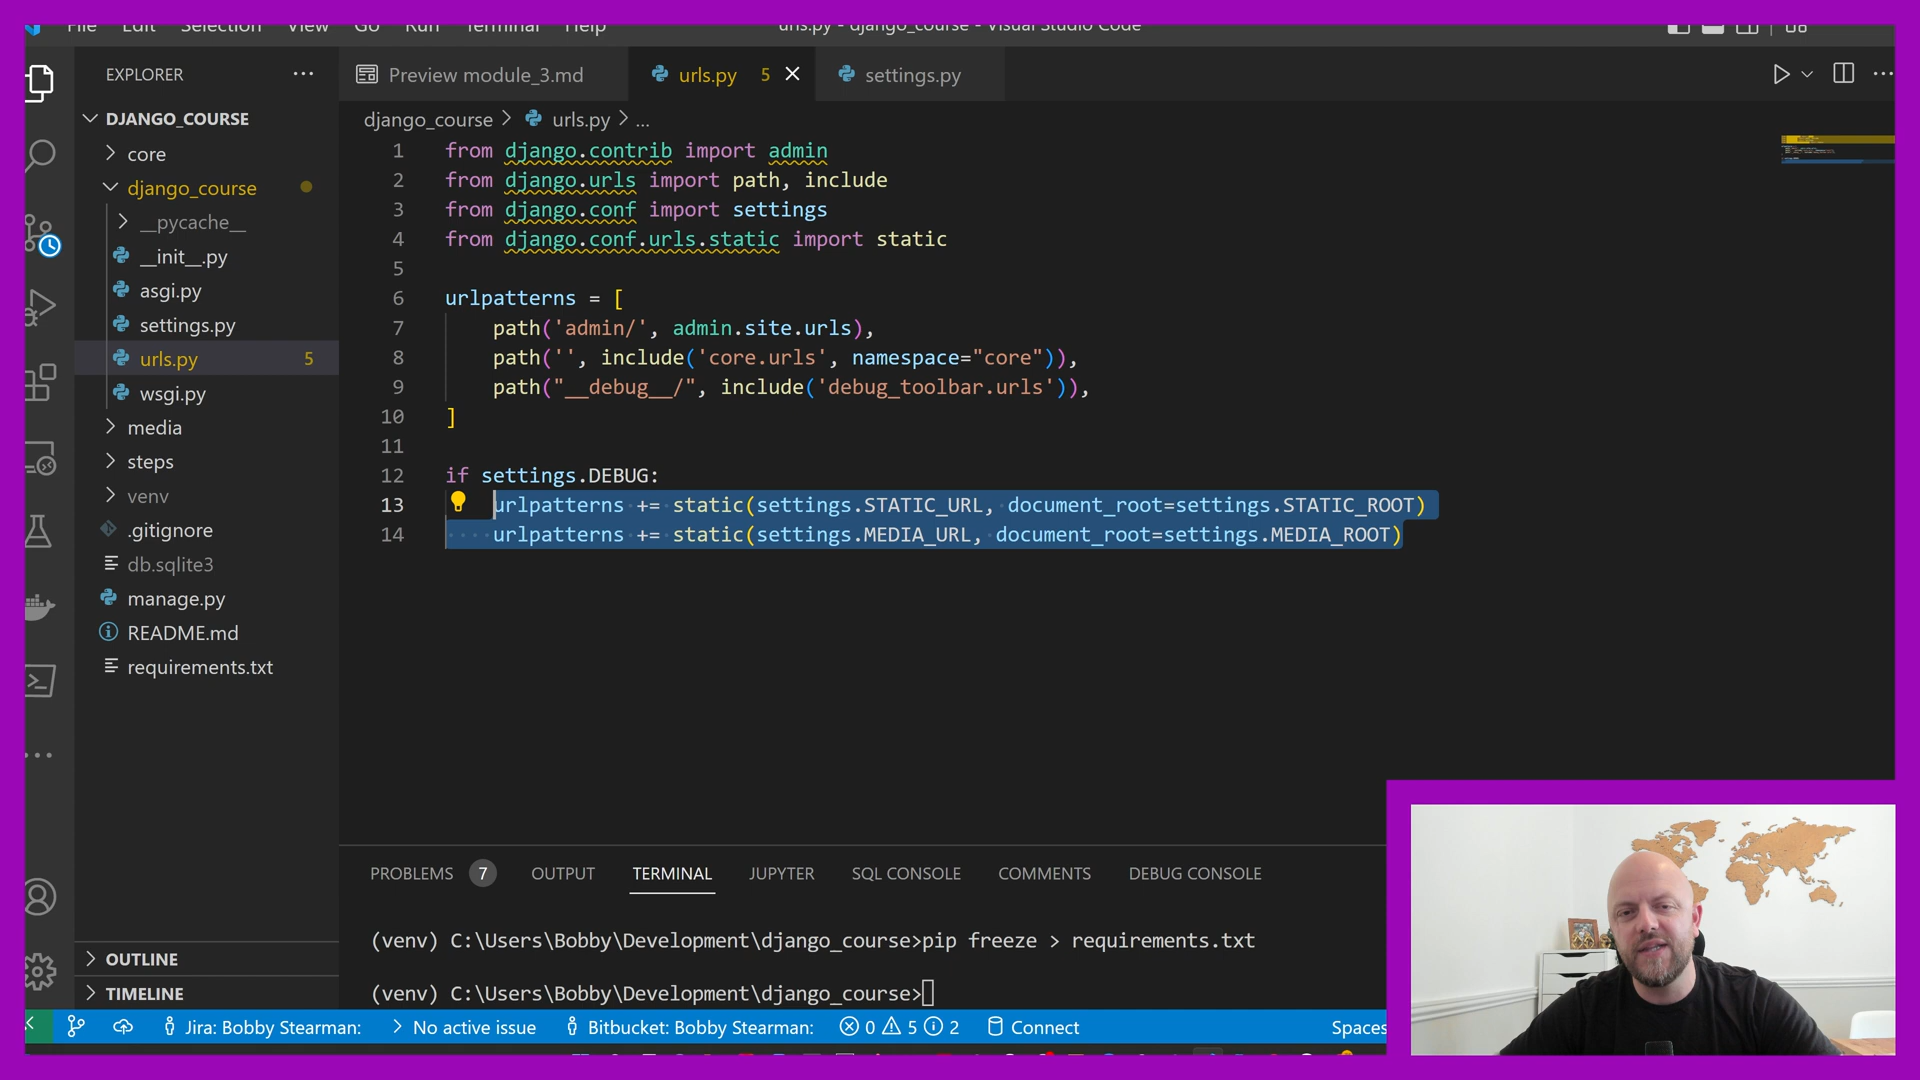 File Edit Selection View Go Run Terminal Help
urls.py - django_course - Visual Studio Code
EXPLORER
Preview module_3.md
urls.py 5
settings.py
DJANGO_COURSE
core
django_course
__pycache__
__init__.py
asgi.py
settings.py
urls.py 5
wsgi.py
media
steps
venv
.gitignore
db.sqlite3
manage.py
README.md
requirements.txt
OUTLINE
TIMELINE
django_course > urls.py > ...
1 from django.contrib import admin
2 from django.urls import path, include
3 from django.conf import settings
4 from django.conf.urls.static import static
5
6 urlpatterns = [
7 path('admin/', admin.site.urls),
8 path('', include('core.urls', namespace="core")),
9 path("__debug__/", include('debug_toolbar.urls')),
10 ]
11
12 if settings.DEBUG:
13 urlpatterns += static(settings.STATIC_URL, document_root=settings.STATIC_ROOT)
14 urlpatterns += static(settings.MEDIA_URL, document_root=settings.MEDIA_ROOT)
PROBLEMS 7 OUTPUT TERMINAL JUPYTER SQL CONSOLE COMMENTS DEBUG CONSOLE
(venv) C:\Users\Bobby\Development\django_course>pip freeze > requirements.txt
(venv) C:\Users\Bobby\Development\django_course>
Jira: Bobby Stearman: No active issue Bitbucket: Bobby Stearman: 0 5 2 Connect Spaces